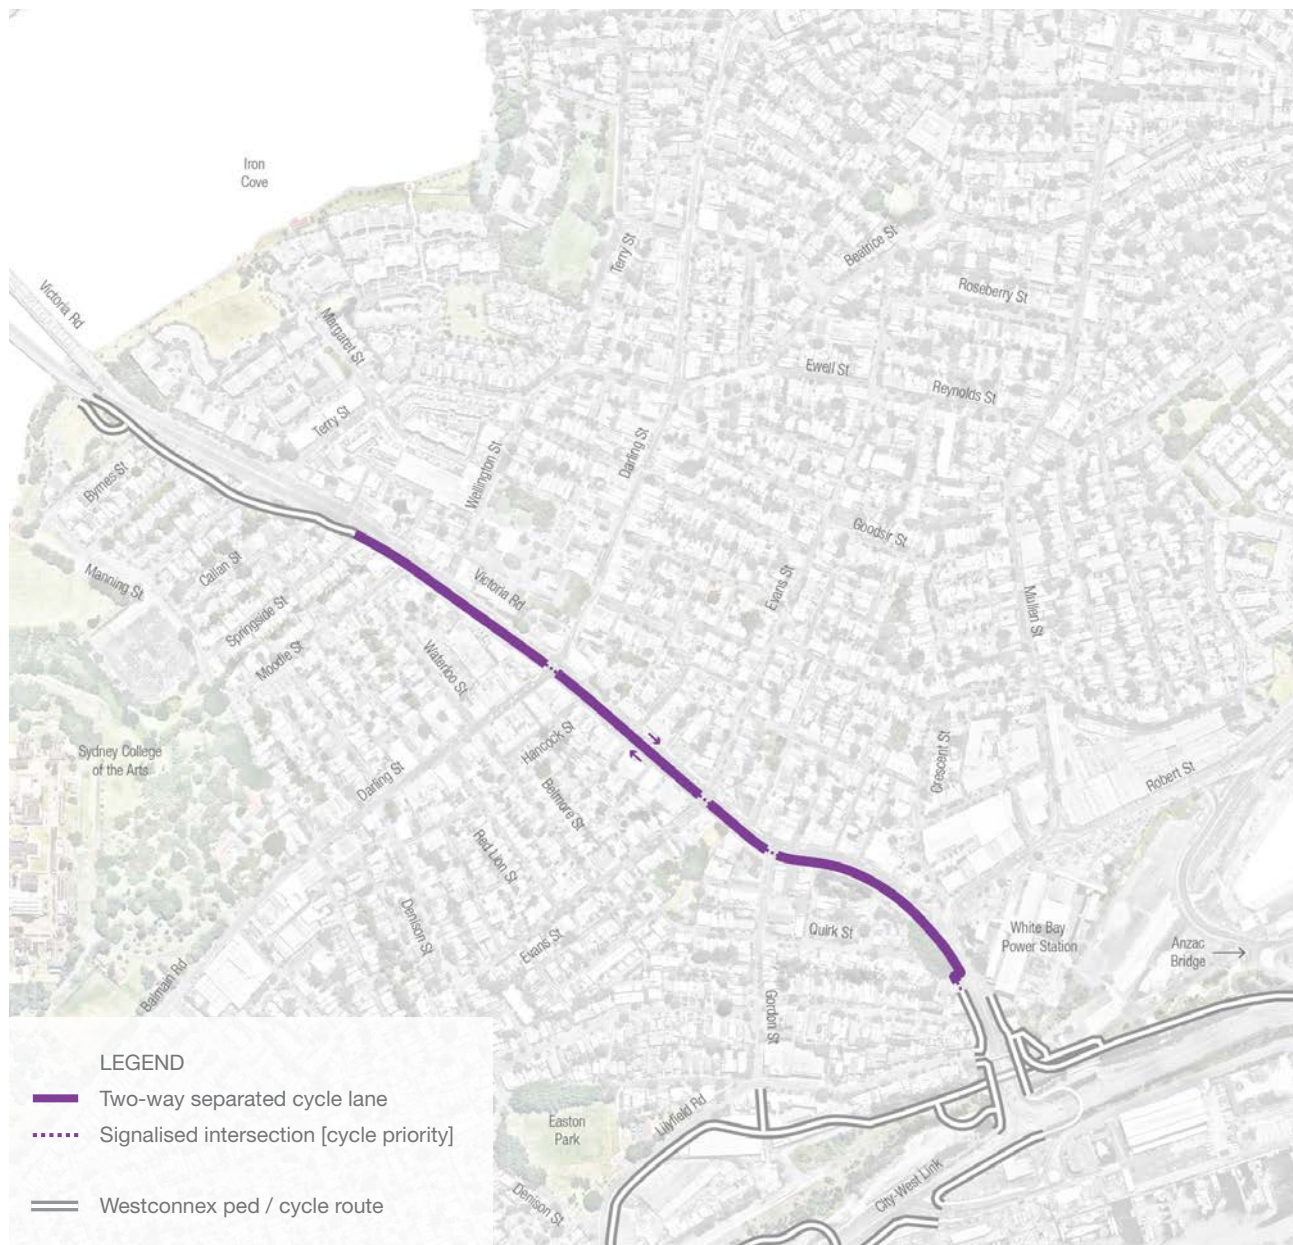 Iron
Cove
Terry St
Beatrice St
Roseberry St
Victoria Rd
Margaret St
Ewell St
Reynolds St
Terry St
Darling St
Wellington St
Byrnes St
Goodsir St
Callan St
Manning St
Victoria Rd
Evans St
Mullen St
Springside St
Moodie St
Waterloo St
Hancock St
Sydney College
of the Arts
Crescent St
Robert St
Darling St
Belmore St
Red Lion St
Denison St
Evans St
Quirk St
White Bay
Power Station
Anzac
Bridge
Balmain Rd
Gordon St
LEGEND
Two-way separated cycle lane
Signalised intersection [cycle priority]
Westconnex ped / cycle route
Easton
Park
Lilyfield Rd
City-West Link
Denison St